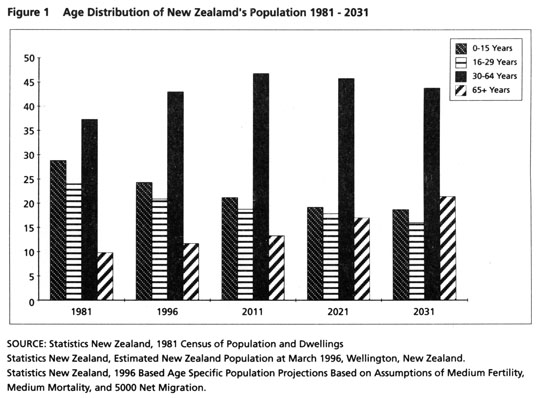 Figure 1 Age Distribution of New Zealamd's Population 1981 - 2031
0-15 Years
16-29 Years
30-64 Years
65+ Years
50
45
40
35
30
25
20
15
10
5
0
1981 1996 2011 2021 2031
SOURCE: Statistics New Zealand, 1981 Census of Population and Dwellings
Statistics New Zealand, Estimated New Zealand Population at March 1996, Wellington, New Zealand.
Statistics New Zealand, 1996 Based Age Specific Population Projections Based on Assumptions of Medium Fertility,
Medium Mortality, and 5000 Net Migration.